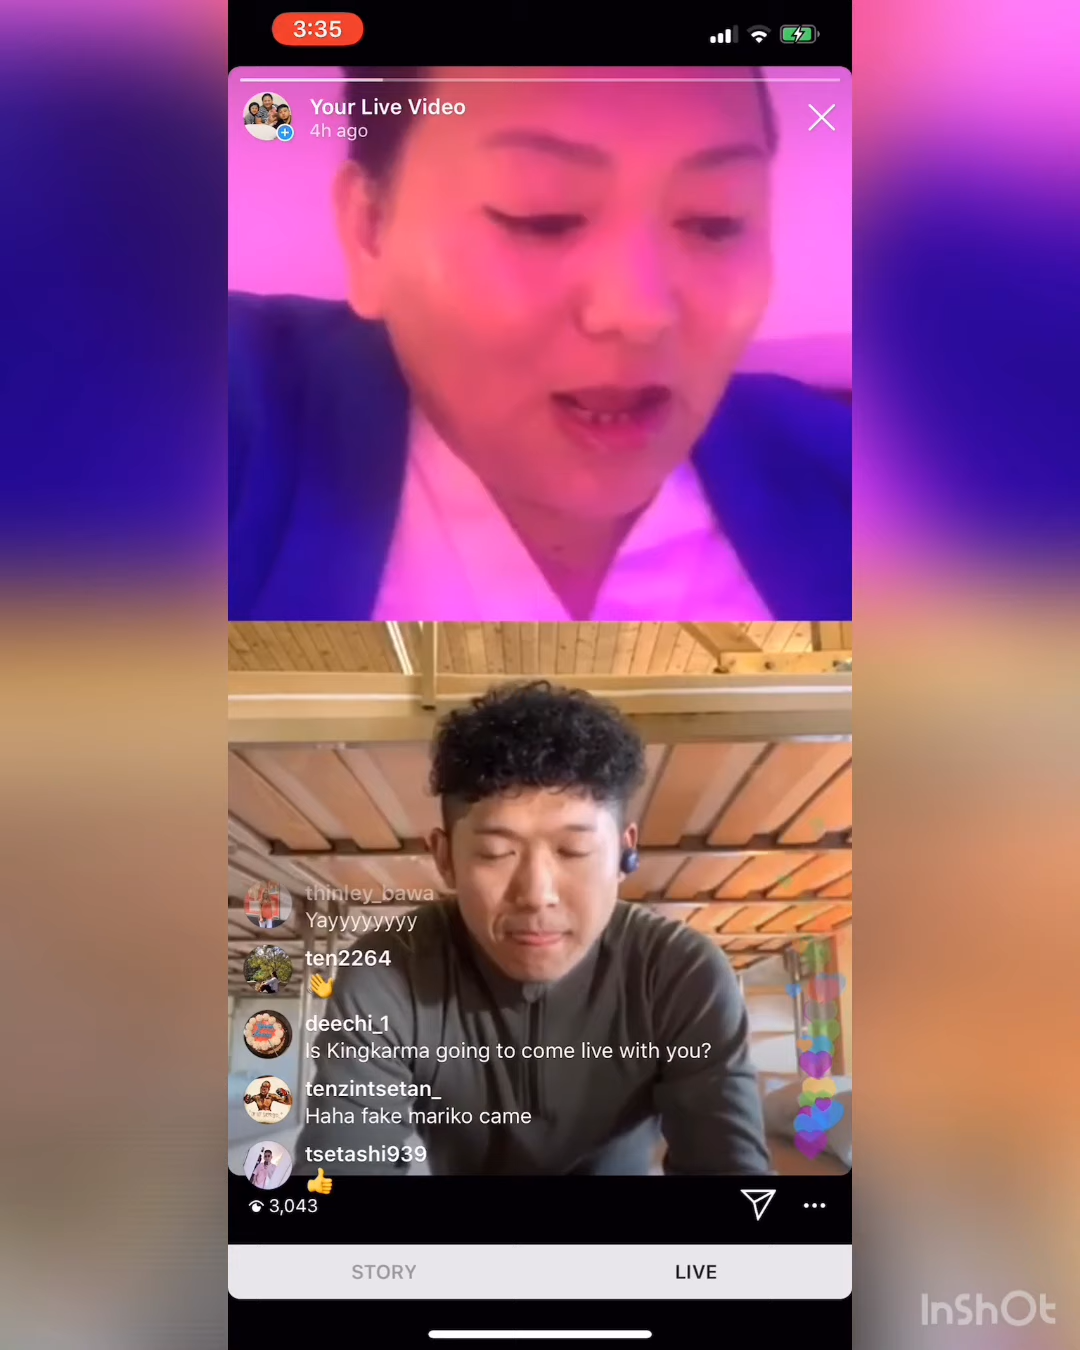 3:35
Your Live Video
4h ago
thinley_bawa
Yayyyyyyyy
ten2264
👋
deechi_1
Is Kingkarma going to come live with you?
tenzintsetan_
Haha fake mariko came
tsetashi939
👍
3,043
STORY LIVE
InShOt